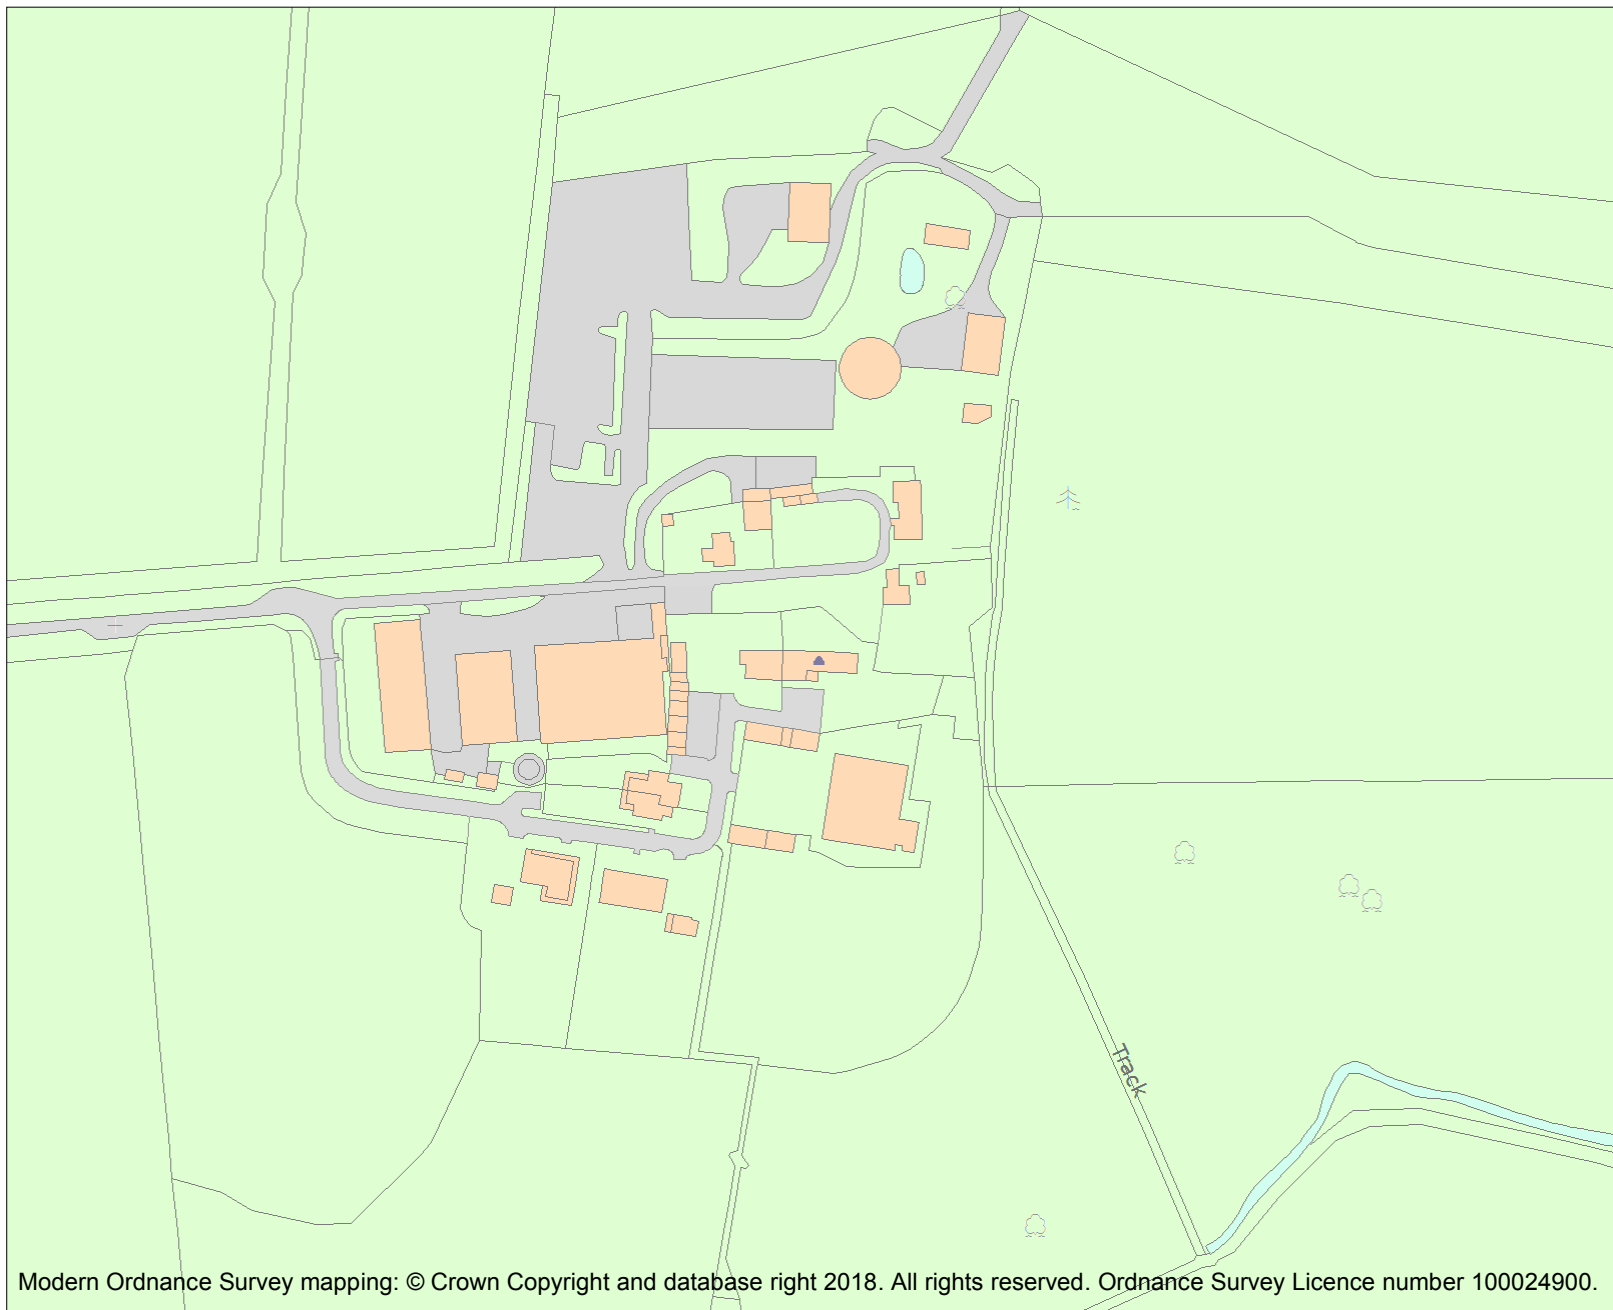 Track
Modern Ordnance Survey mapping: © Crown Copyright and database right 2018. All rights reserved. Ordnance Survey Licence number 100024900.